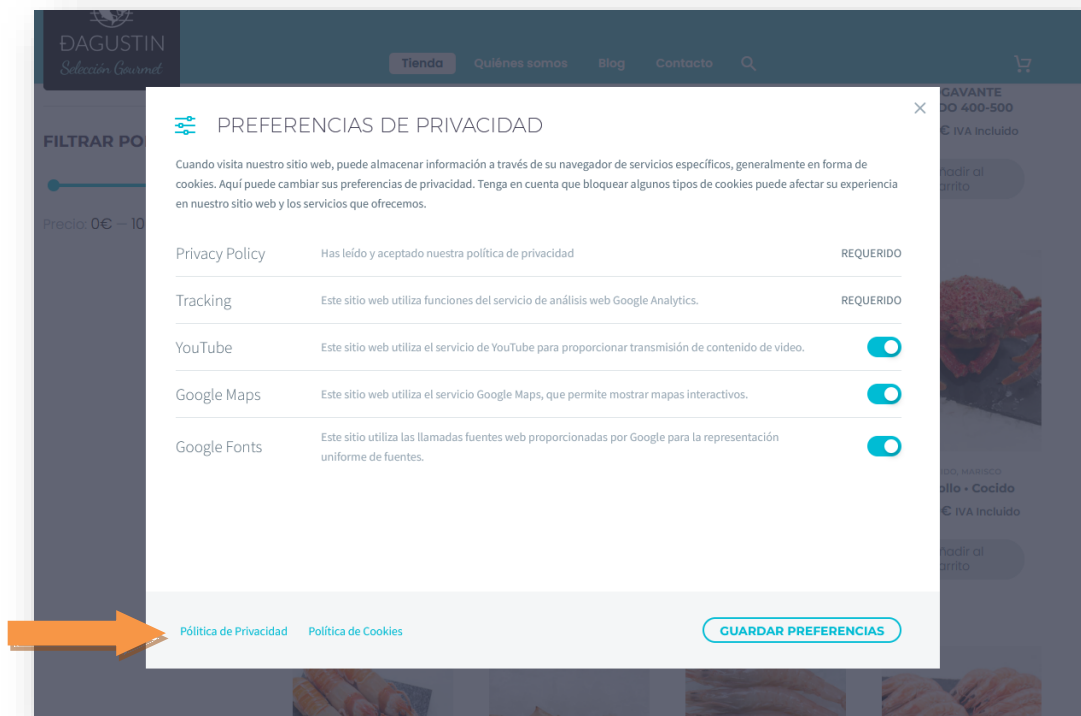 ĐAGUSTIN
Selección Gourmet
Tienda Quiénes somos Blog Contacto
GAVANTE
DO 400-500
€ IVA Incluido
ñadir al
arrito
FILTRAR PO
Precio: 0€ — 10
PREFERENCIAS DE PRIVACIDAD
Cuando visita nuestro sitio web, puede almacenar información a través de su navegador de servicios específicos, generalmente en forma de
cookies. Aquí puede cambiar sus preferencias de privacidad. Tenga en cuenta que bloquear algunos tipos de cookies puede afectar su experiencia
en nuestro sitio web y los servicios que ofrecemos.
Privacy Policy Has leído y aceptado nuestra política de privacidad REQUERIDO
Tracking Este sitio web utiliza funciones del servicio de análisis web Google Analytics. REQUERIDO
YouTube Este sitio web utiliza el servicio de YouTube para proporcionar transmisión de contenido de video.
Google Maps Este sitio web utiliza el servicio Google Maps, que permite mostrar mapas interactivos.
Google Fonts Este sitio utiliza las llamadas fuentes web proporcionadas por Google para la representación
uniforme de fuentes.
IDO, MARISCO
ollo • Cocido
€ IVA Incluido
ñadir al
arrito
Pólitica de Privacidad Política de Cookies GUARDAR PREFERENCIAS